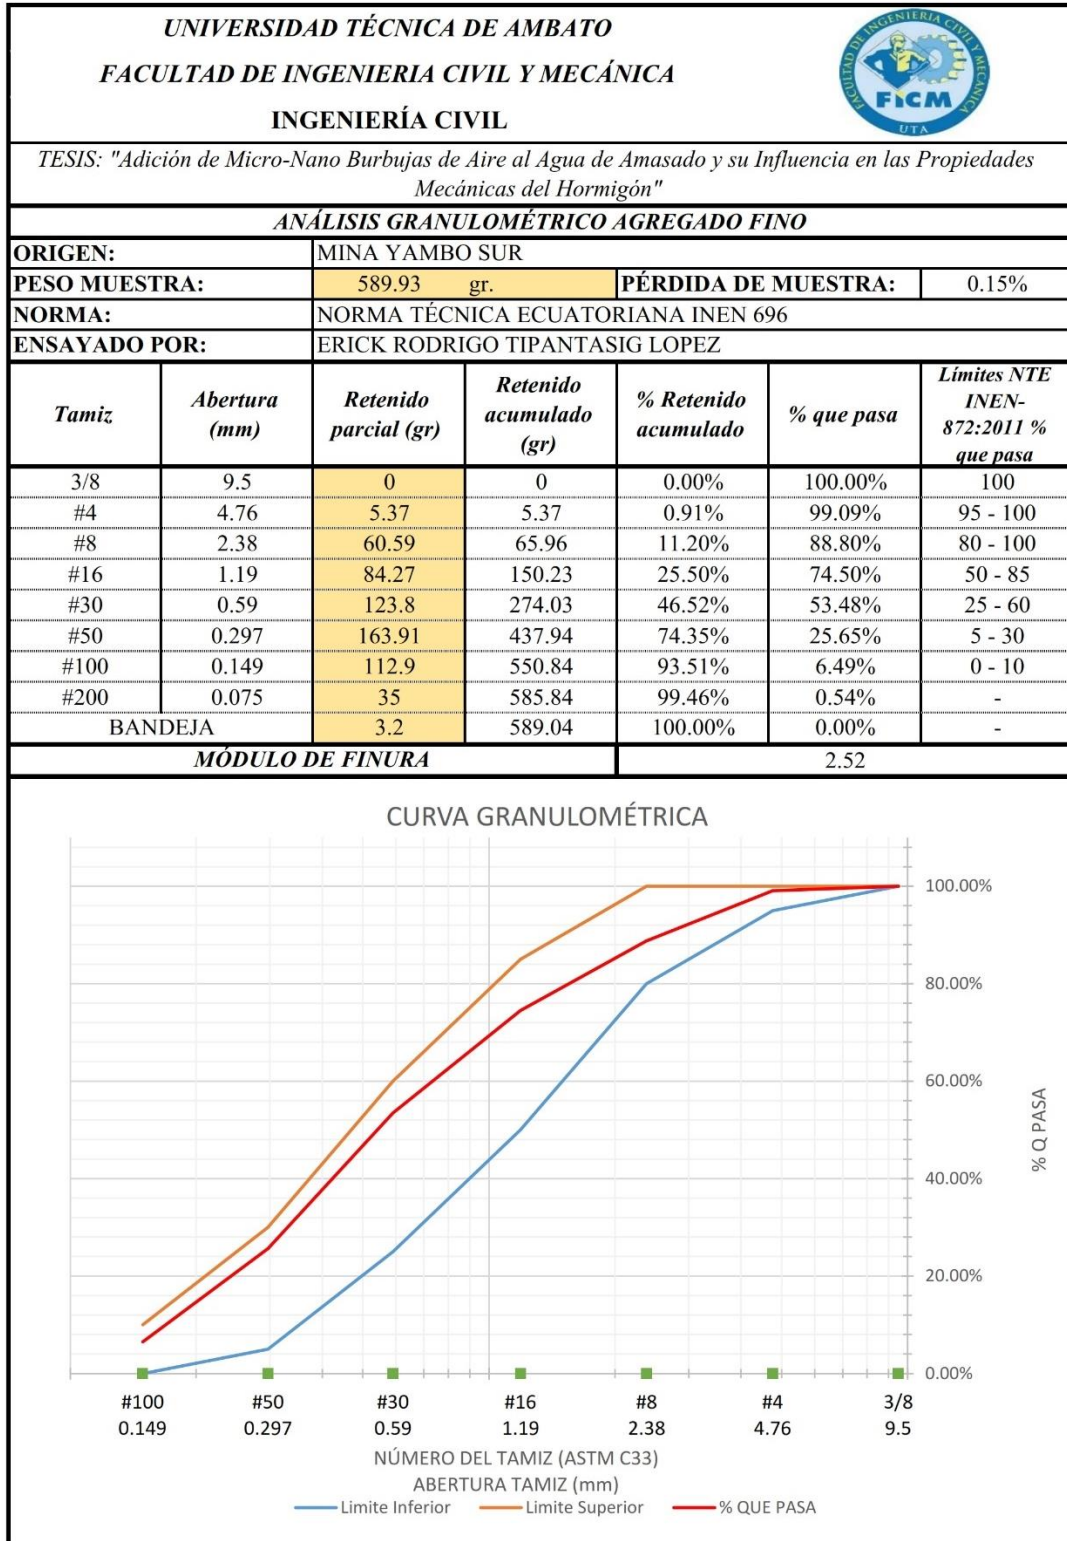 UNIVERSIDAD TÉCNICA DE AMBATO
FACULTAD DE INGENIERIA CIVIL Y MECÁNICA
INGENIERÍA CIVIL
FACULTAD DE INGENIERIA CIVIL Y MECANICA
FICM
UTA
TESIS: "Adición de Micro-Nano Burbujas de Aire al Agua de Amasado y su Influencia en las Propiedades
Mecánicas del Hormigón"
ANÁLISIS GRANULOMÉTRICO AGREGADO FINO
ORIGEN: MINA YAMBO SUR
PESO MUESTRA: 589.93 gr. PÉRDIDA DE MUESTRA: 0.15%
NORMA: NORMA TÉCNICA ECUATORIANA INEN 696
ENSAYADO POR: ERICK RODRIGO TIPANTASIG LOPEZ
Tamiz
Abertura
(mm)
Retenido
parcial (gr)
Retenido
acumulado
(gr)
% Retenido
acumulado
% que pasa
Límites NTE
INEN-
872:2011 %
que pasa
3/8 9.5 0 0 0.00% 100.00% 100
#4 4.76 5.37 5.37 0.91% 99.09% 95 - 100
#8 2.38 60.59 65.96 11.20% 88.80% 80 - 100
#16 1.19 84.27 150.23 25.50% 74.50% 50 - 85
#30 0.59 123.8 274.03 46.52% 53.48% 25 - 60
#50 0.297 163.91 437.94 74.35% 25.65% 5 - 30
#100 0.149 112.9 550.84 93.51% 6.49% 0 - 10
#200 0.075 35 585.84 99.46% 0.54% -
BANDEJA 3.2 589.04 100.00% 0.00% -
MÓDULO DE FINURA 2.52
CURVA GRANULOMÉTRICA
100.00%
80.00%
60.00%
40.00%
20.00%
0.00%
% Q PASA
#100 #50 #30 #16 #8 #4 3/8
0.149 0.297 0.59 1.19 2.38 4.76 9.5
NÚMERO DEL TAMIZ (ASTM C33)
ABERTURA TAMIZ (mm)
Limite Inferior Limite Superior % QUE PASA